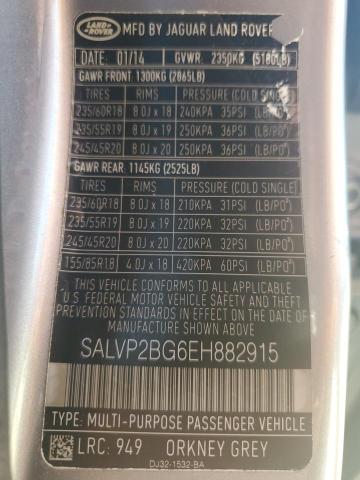 LAND ROVER
MFD BY JAGUAR LAND ROVER
DATE: 01/14 GVWR: 2350KG (5180LB)
GAWR FRONT: 1300KG (2865LB)
TIRES RIMS PRESSURE (COLD SINGLE)
235/60R18 8.0J x 18 240KPA 35PSI (LB/PO²)
235/55R19 8.0J x 19 250KPA 36PSI (LB/PO²)
245/45R20 8.0J x 20 250KPA 36PSI (LB/PO²)
GAWR REAR: 1145KG (2525LB)
TIRES RIMS PRESSURE (COLD SINGLE)
235/60R18 8.0J x 18 210KPA 31PSI (LB/PO²)
235/55R19 8.0J x 19 220KPA 32PSI (LB/PO²)
245/45R20 8.0J x 20 220KPA 32PSI (LB/PO²)
155/85R18 4.0J x 18 420KPA 60PSI (LB/PO²)
THIS VEHICLE CONFORMS TO ALL APPLICABLE
U.S. FEDERAL MOTOR VEHICLE SAFETY
IN EFFECT ON THE DATE OF
MANUFACTURE SHOWN ABOVE
SALVP2BG6EH882915
TYPE: MULTI-PURPOSE PASSENGER VEHICLE
LRC: 949 ORKNEY GREY
DJ32-1532-BA